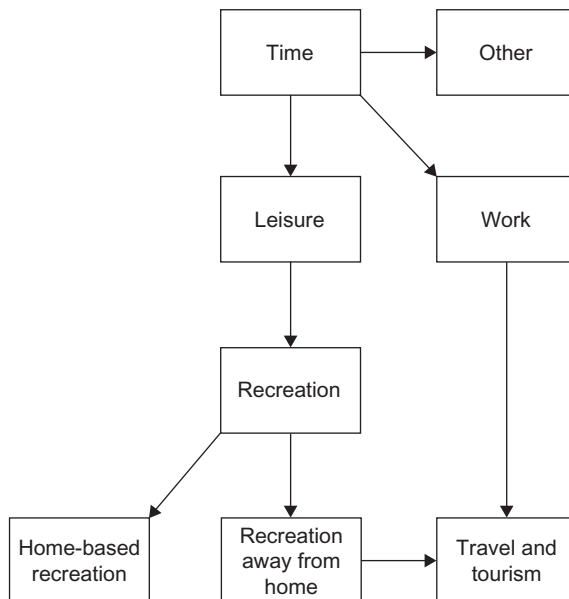 Time
Other
Leisure
Work
Recreation
Home-based
recreation
Recreation
away from
home
Travel and
tourism